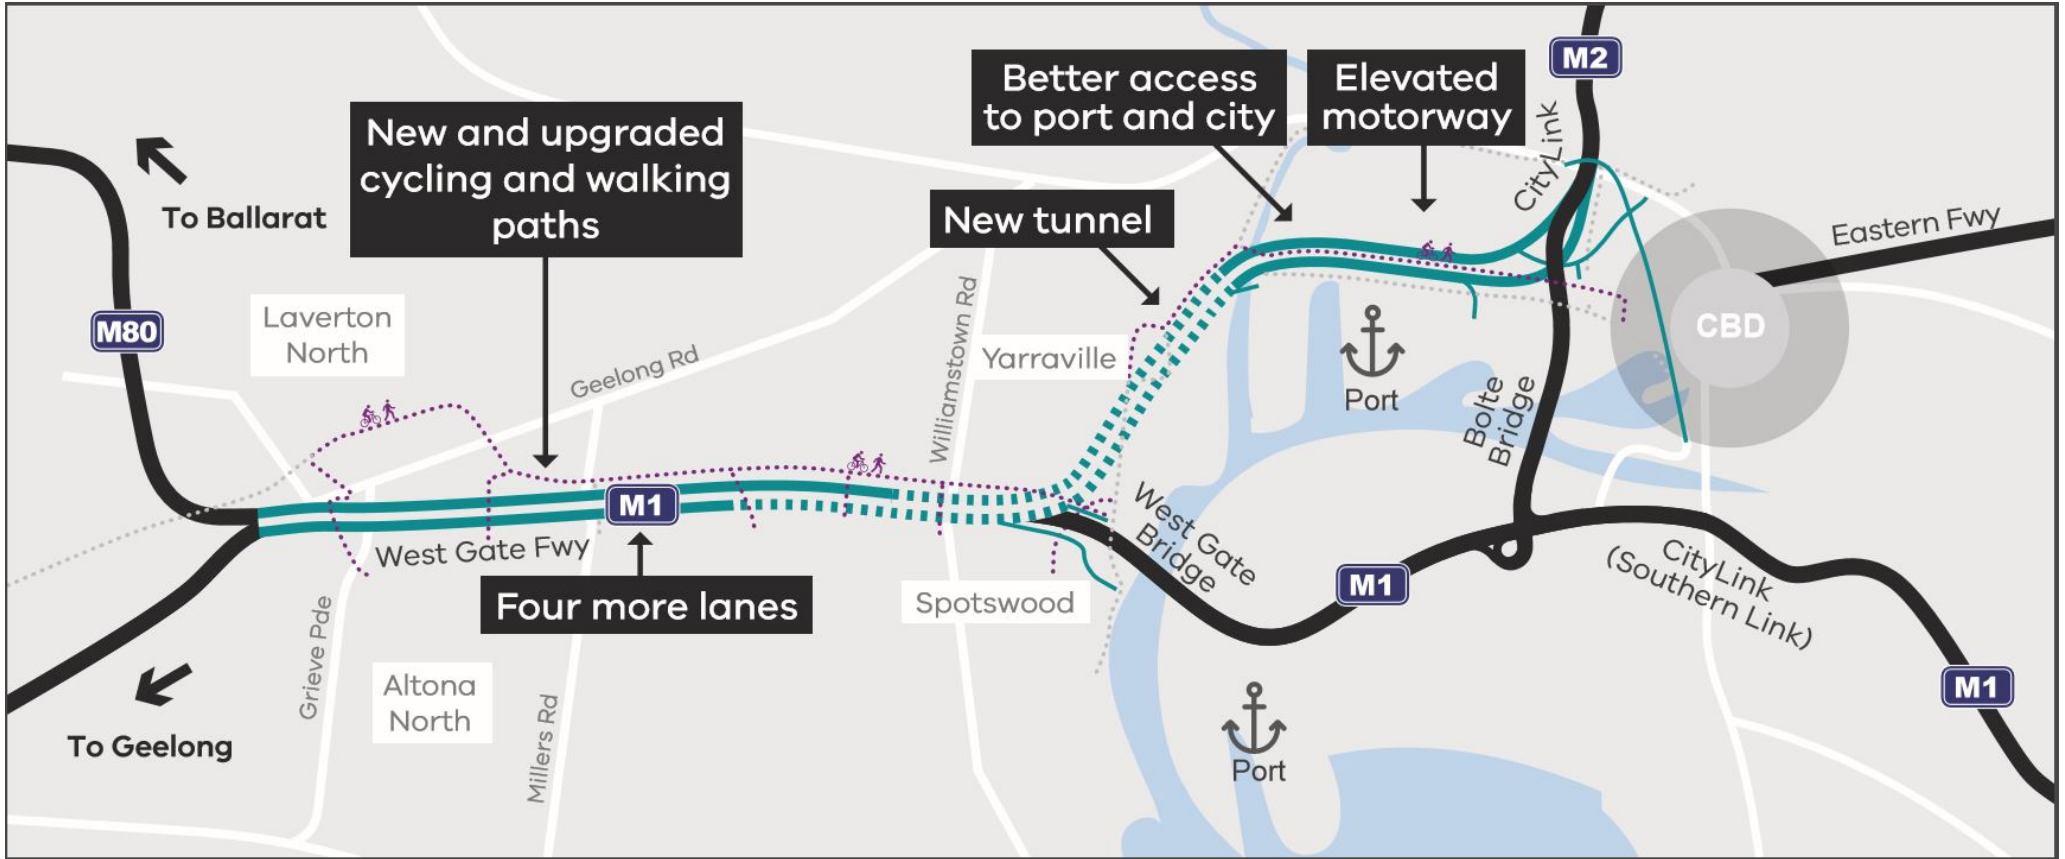 M2
Better access
to port and city
Elevated
motorway
CityLink
New and upgraded
cycling and walking
paths
To Ballarat
New tunnel
Eastern Fwy
M80
Laverton
North
Geelong Rd
Williamstown Rd
Yarraville
Port
CBD
Bolte
Bridge
M1
West Gate Fwy
West Gate
Bridge
Four more lanes
Spotswood
M1
CityLink
(Southern Link)
Grieve Pde
Altona
North
Millers Rd
M1
To Geelong
Port